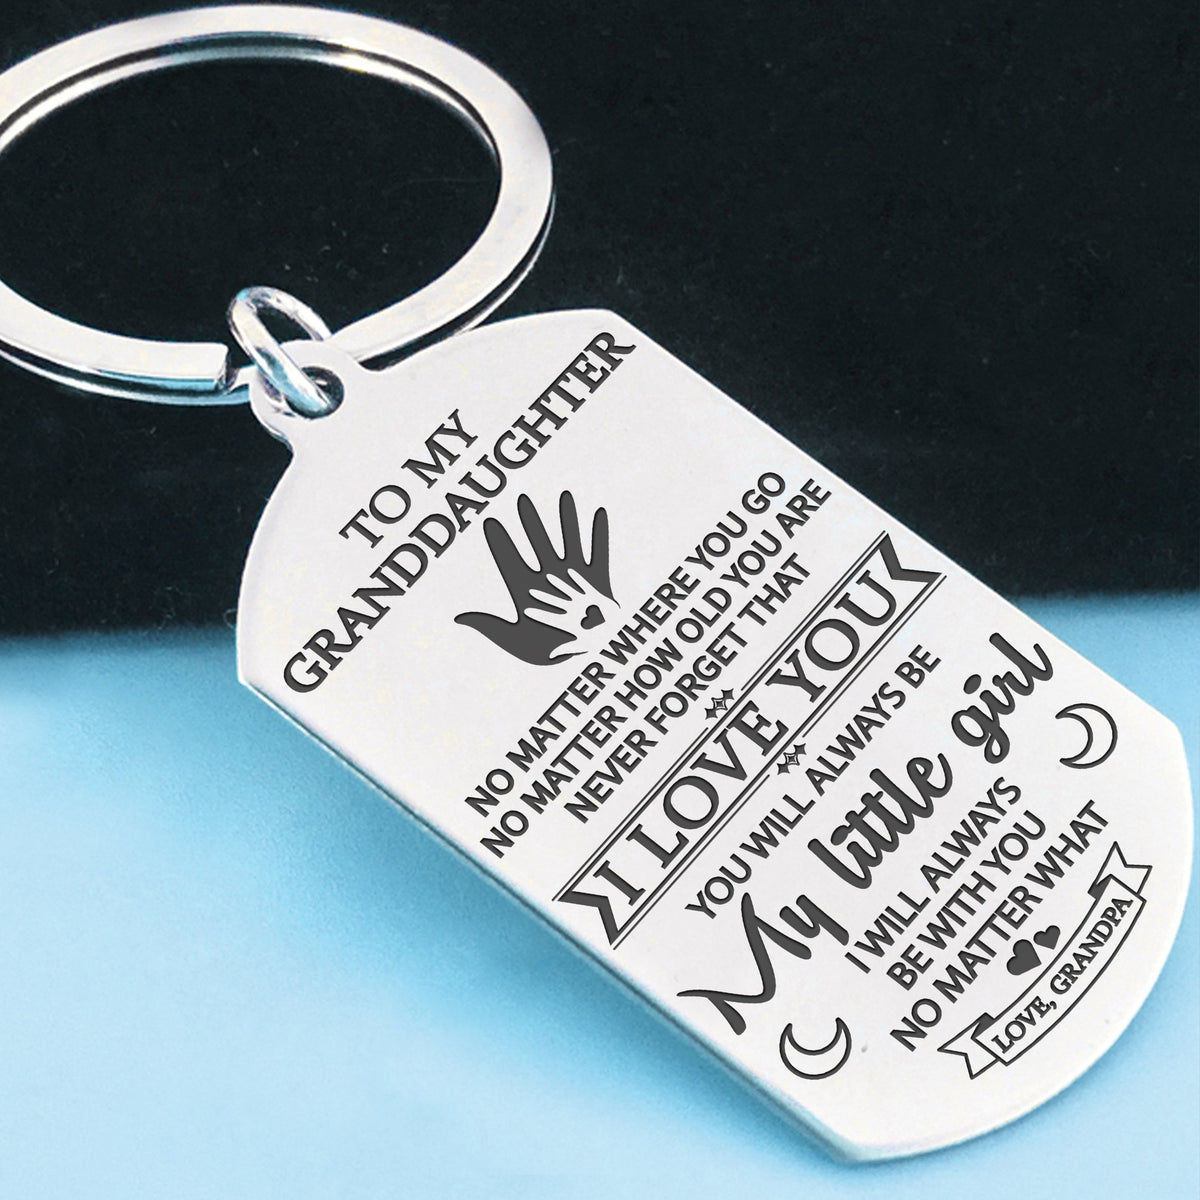 TO MY
GRANDDAUGHTER
NO MATTER WHERE YOU GO
NO MATTER HOW OLD YOU ARE
NEVER FORGET THAT
I LOVE YOU
YOU WILL ALWAYS BE
My little girl
I WILL ALWAYS
BE WITH YOU
NO MATTER WHAT
LOVE, GRANDPA